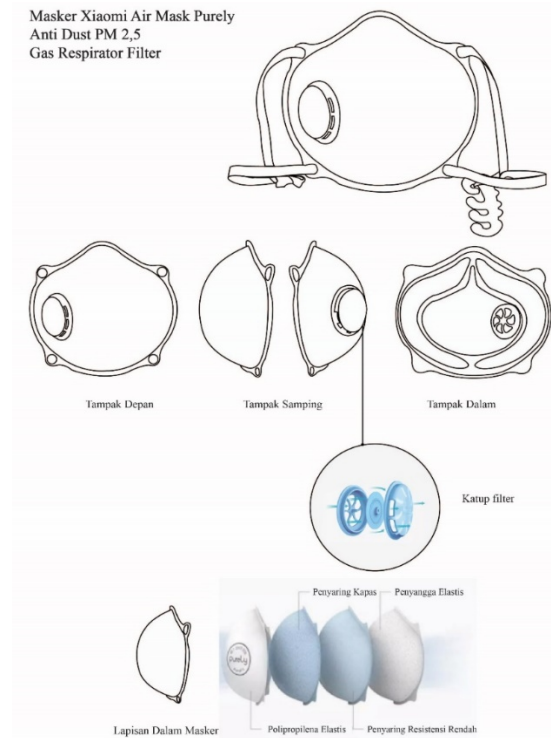 Masker Xiaomi Air Mask Purely
Anti Dust PM 2,5
Gas Respirator Filter
Tampak Depan
Tampak Samping
Tampak Dalam
Katup filter
Penyaring Kapas
Penyangga Elastis
purely
Lapisan Dalam Masker
Polipropilena Elastis
Penyaring Resistensi Rendah